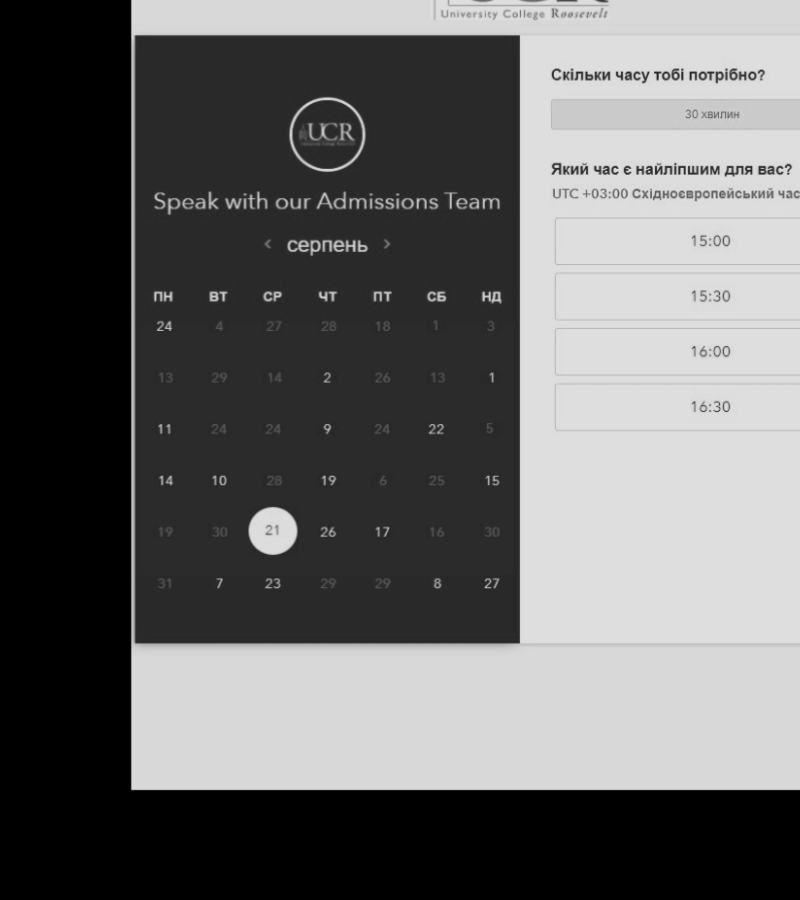 University College Roosevelt
UCR
Speak with our Admissions Team
‹ серпень ›
ПН ВТ СР ЧТ ПТ СБ НД
24 4 27 28 18 1 3
13 29 14 2 26 13 1
11 24 24 9 24 22 5
14 10 28 19 6 25 15
19 30 21 26 17 16 30
31 7 23 29 29 8 27
Скільки часу тобі потрібно?
30 хвилин
Який час є найліпшим для вас?
UTC +03:00 Східноєвропейський час
15:00
15:30
16:00
16:30